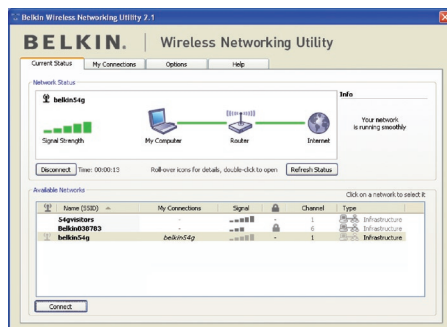 Belkin Wireless Networking Utility 7.1
BELKIN. Wireless Networking Utility
Current Status My Connections Options Help
Network Status
belkin54g
Signal Strength My Computer Router Internet
Info
Your network
is running smoothly
Disconnect Time: 00:00:13 Roll-over icons for details, double-click to open Refresh Status
Available Networks
Click on a network to select it
Name (SSID) My Connections Signal Channel Type
54gvisitors - - 1 Infrastructure
Belkin038783 - 6 Infrastructure
belkin54g belkin54g - 1 Infrastructure
Connect